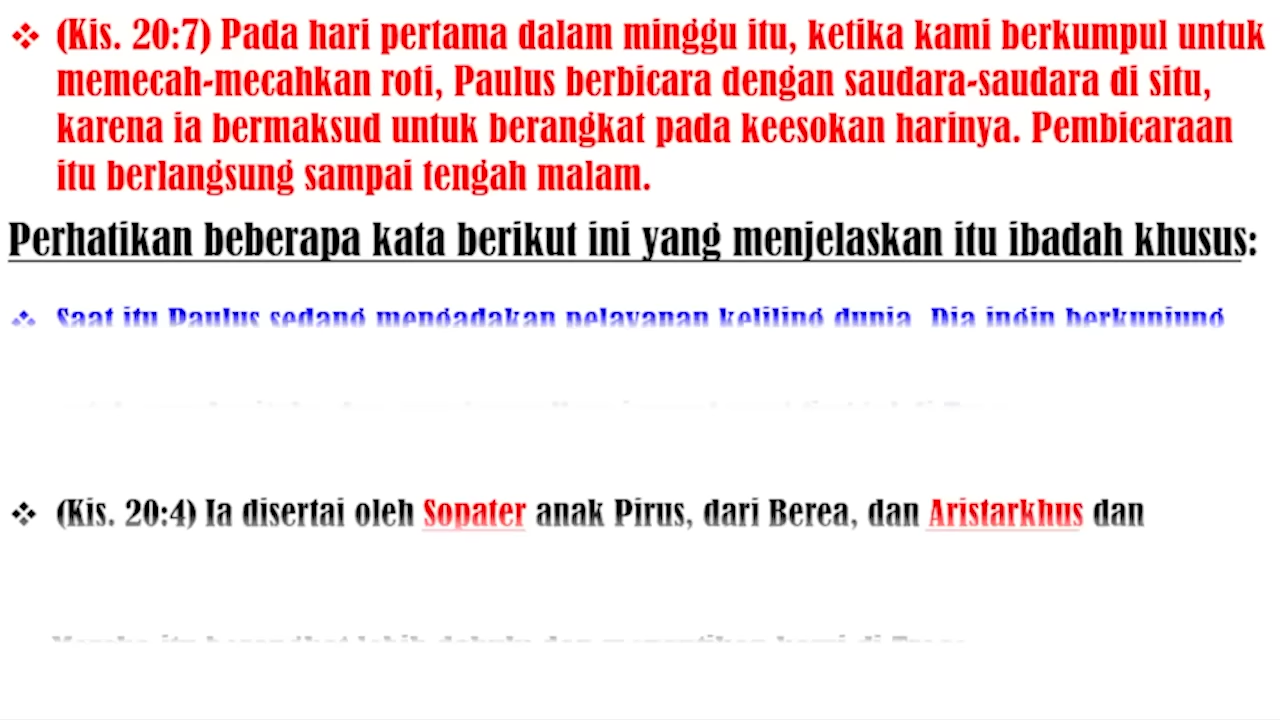 ❖ (Kis. 20:7) Pada hari pertama dalam minggu itu, ketika kami berkumpul untuk
memecah-mecahkan roti, Paulus berbicara dengan saudara-saudara di situ,
karena ia bermaksud untuk berangkat pada keesokan harinya. Pembicaraan
itu berlangsung sampai tengah malam.
Perhatikan beberapa kata berikut ini yang menjelaskan itu ibadah khusus:
❖ Saat itu Paulus sedang mengadakan pelayanan keliling dunia. Dia ingin berkunjung
❖ (Kis. 20:4) Ia disertai oleh Sopater anak Pirus, dari Berea, dan Aristarkhus dan